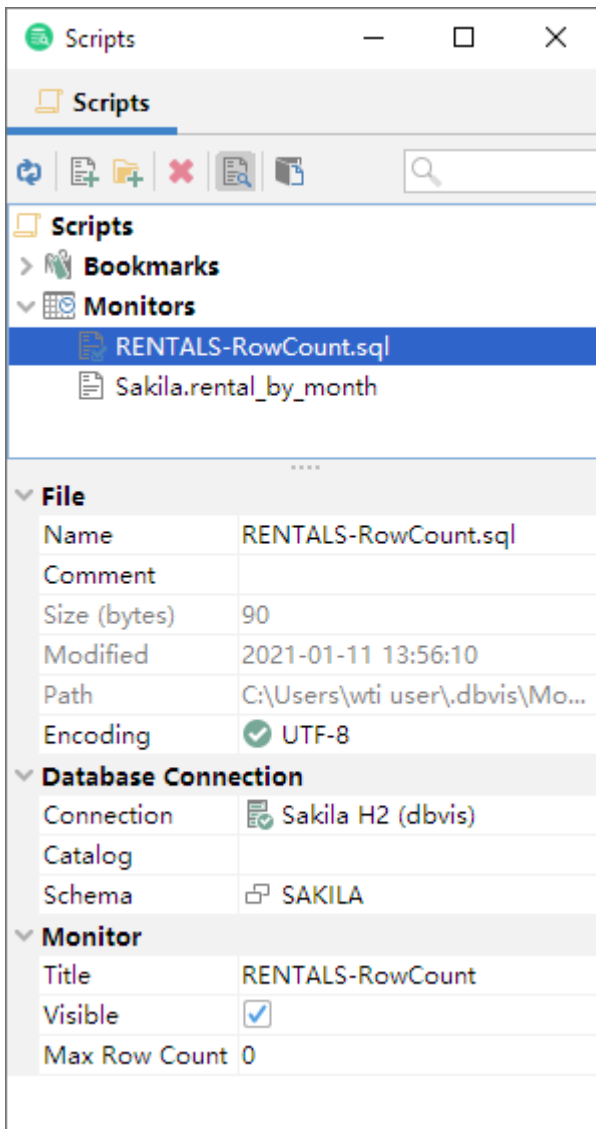 Scripts
Scripts
Scripts
Bookmarks
Monitors
RENTALS-RowCount.sql
Sakila.rental_by_month
File
Name RENTALS-RowCount.sql
Comment
Size (bytes) 90
Modified 2021-01-11 13:56:10
Path C:\Users\wti user\.dbvis\Mo...
Encoding UTF-8
Database Connection
Connection Sakila H2 (dbvis)
Catalog
Schema SAKILA
Monitor
Title RENTALS-RowCount
Visible
Max Row Count 0